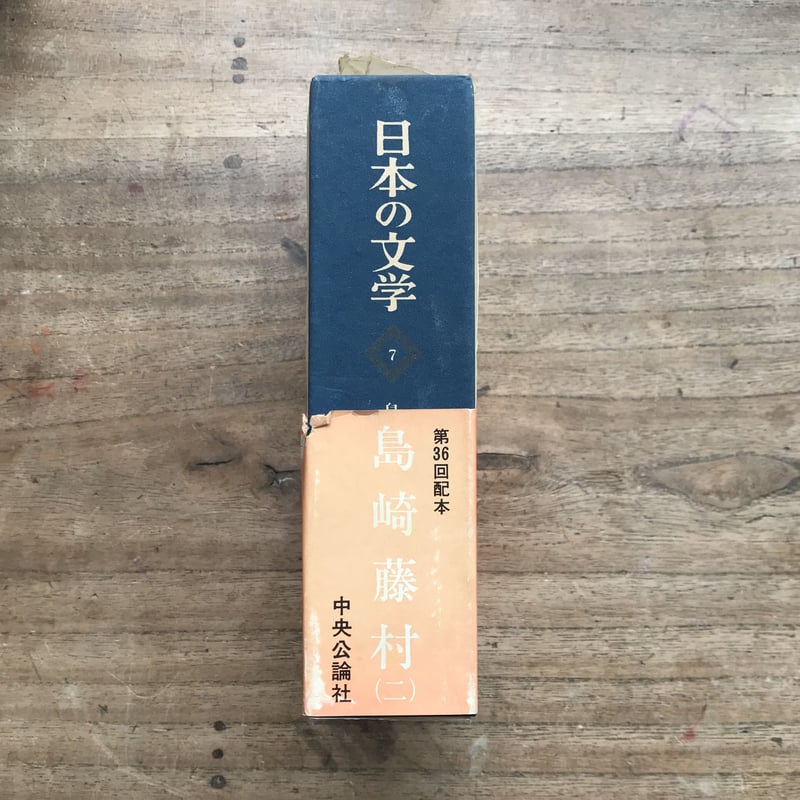 日本の文学
7
島崎藤村(二)
第36回配本
中央公論社